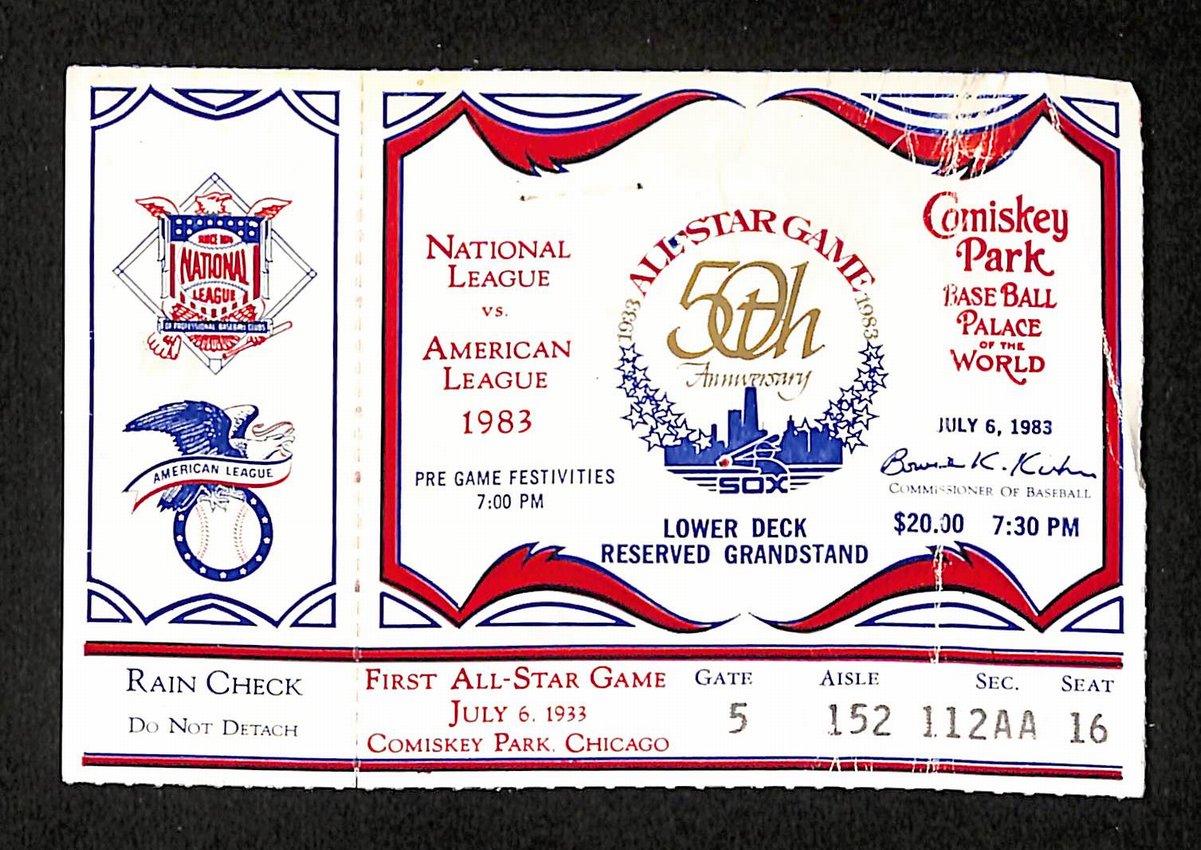 SINCE 1876
NATIONAL
LEAGUE
OF PROFESSIONAL BASEBALL CLUBS
AMERICAN LEAGUE
RAIN CHECK
DO NOT DETACH
NATIONAL
LEAGUE
VS.
AMERICAN
LEAGUE
1983
PRE GAME FESTIVITIES
7:00 PM
ALL-STAR GAME
1933
1983
50th
Anniversary
SOX
LOWER DECK
RESERVED GRANDSTAND
Comiskey
Park
BASE BALL
PALACE
OF THE
WORLD
JULY 6, 1983
Bowie K. Kuhn
COMMISSIONER OF BASEBALL
$20.00 7:30 PM
FIRST ALL-STAR GAME
JULY 6, 1933
COMISKEY PARK, CHICAGO
GATE AISLE SEC. SEAT
5 152 112AA 16